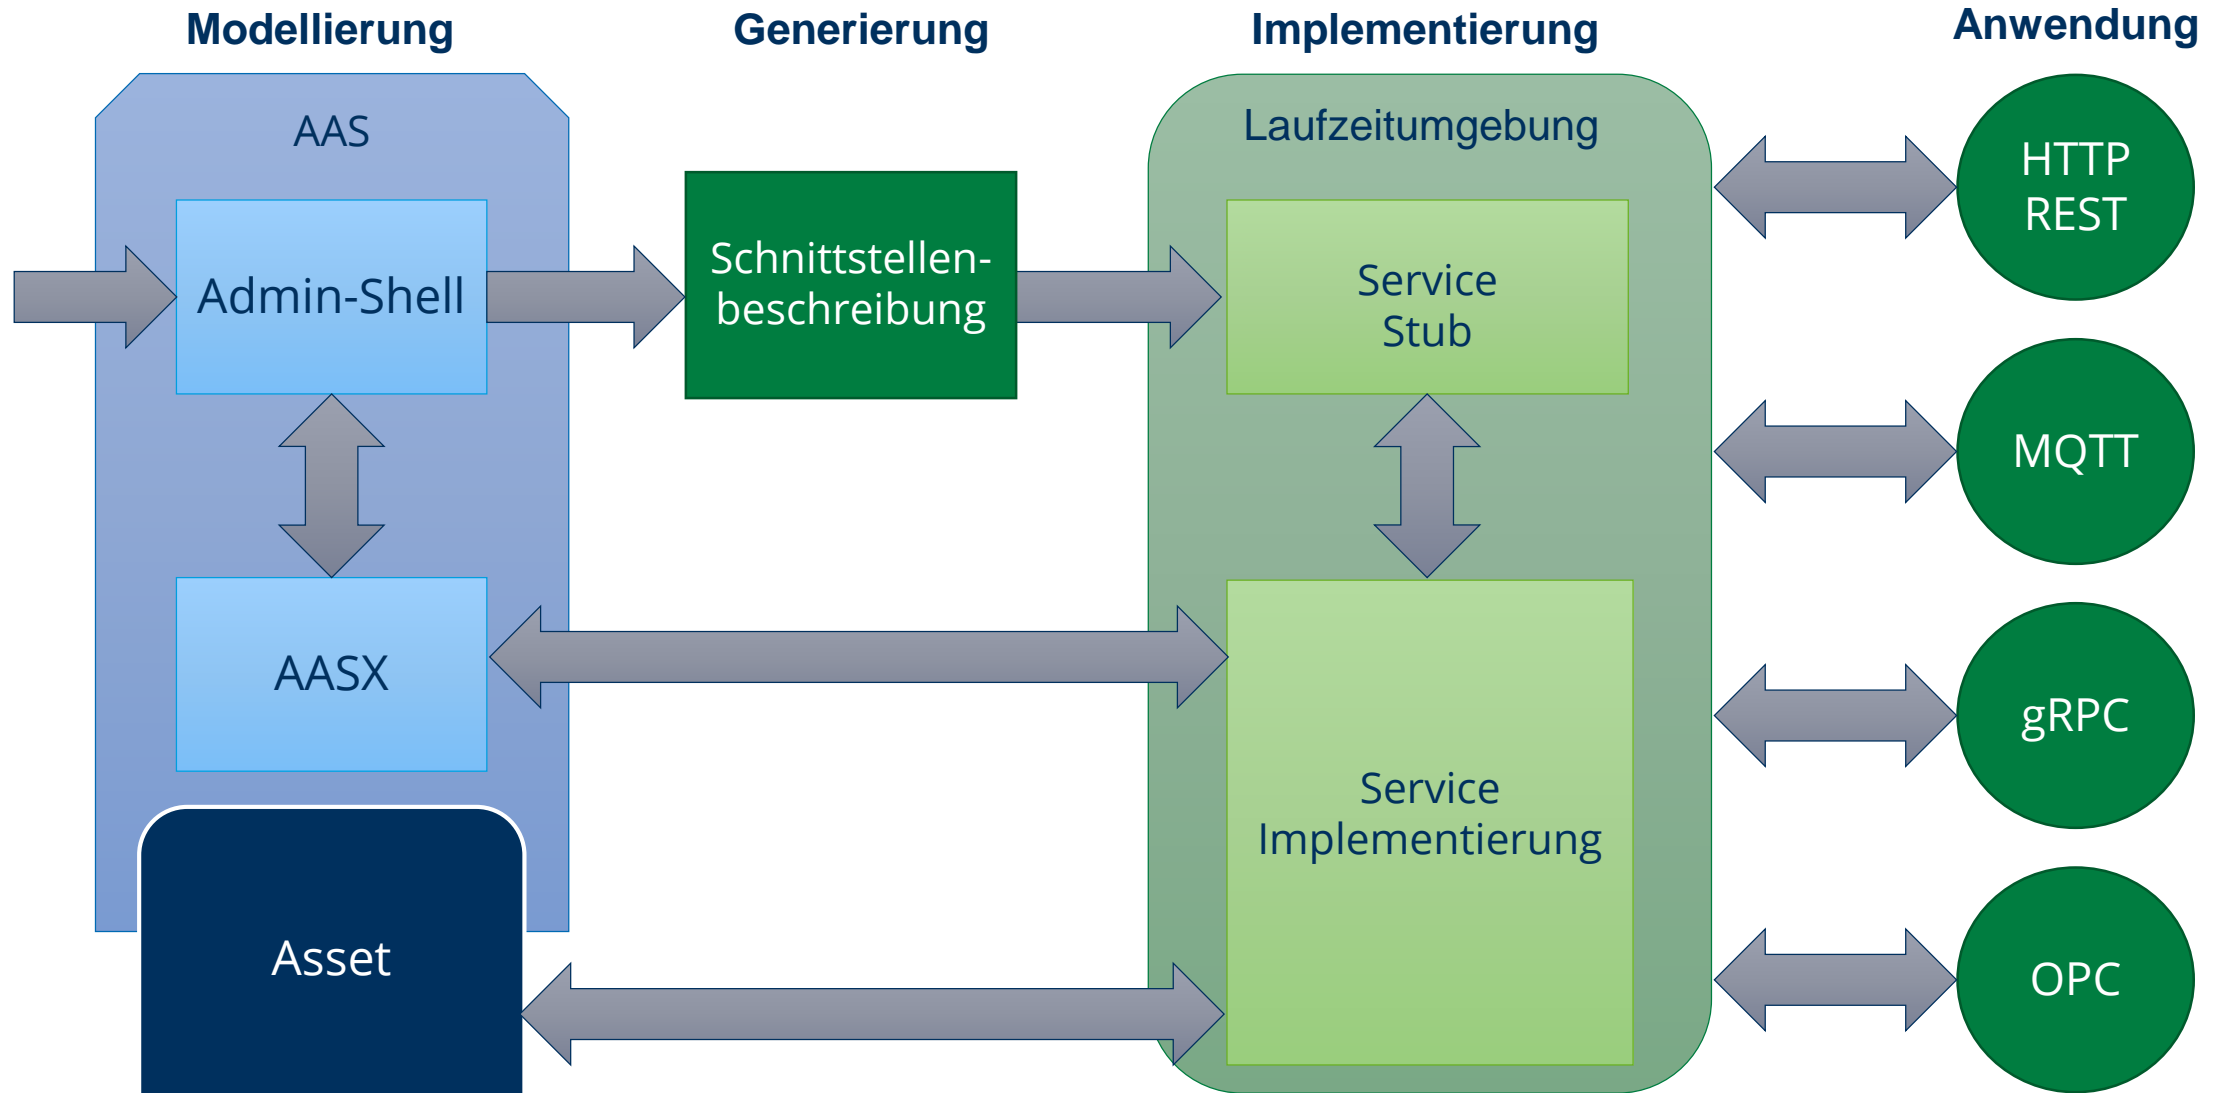 Modellierung
Generierung
Implementierung
Anwendung
AAS
Admin-Shell
AASX
Asset
Schnittstellen-
beschreibung
Laufzeitumgebung
Service
Stub
Service
Implementierung
HTTP
REST
MQTT
gRPC
OPC